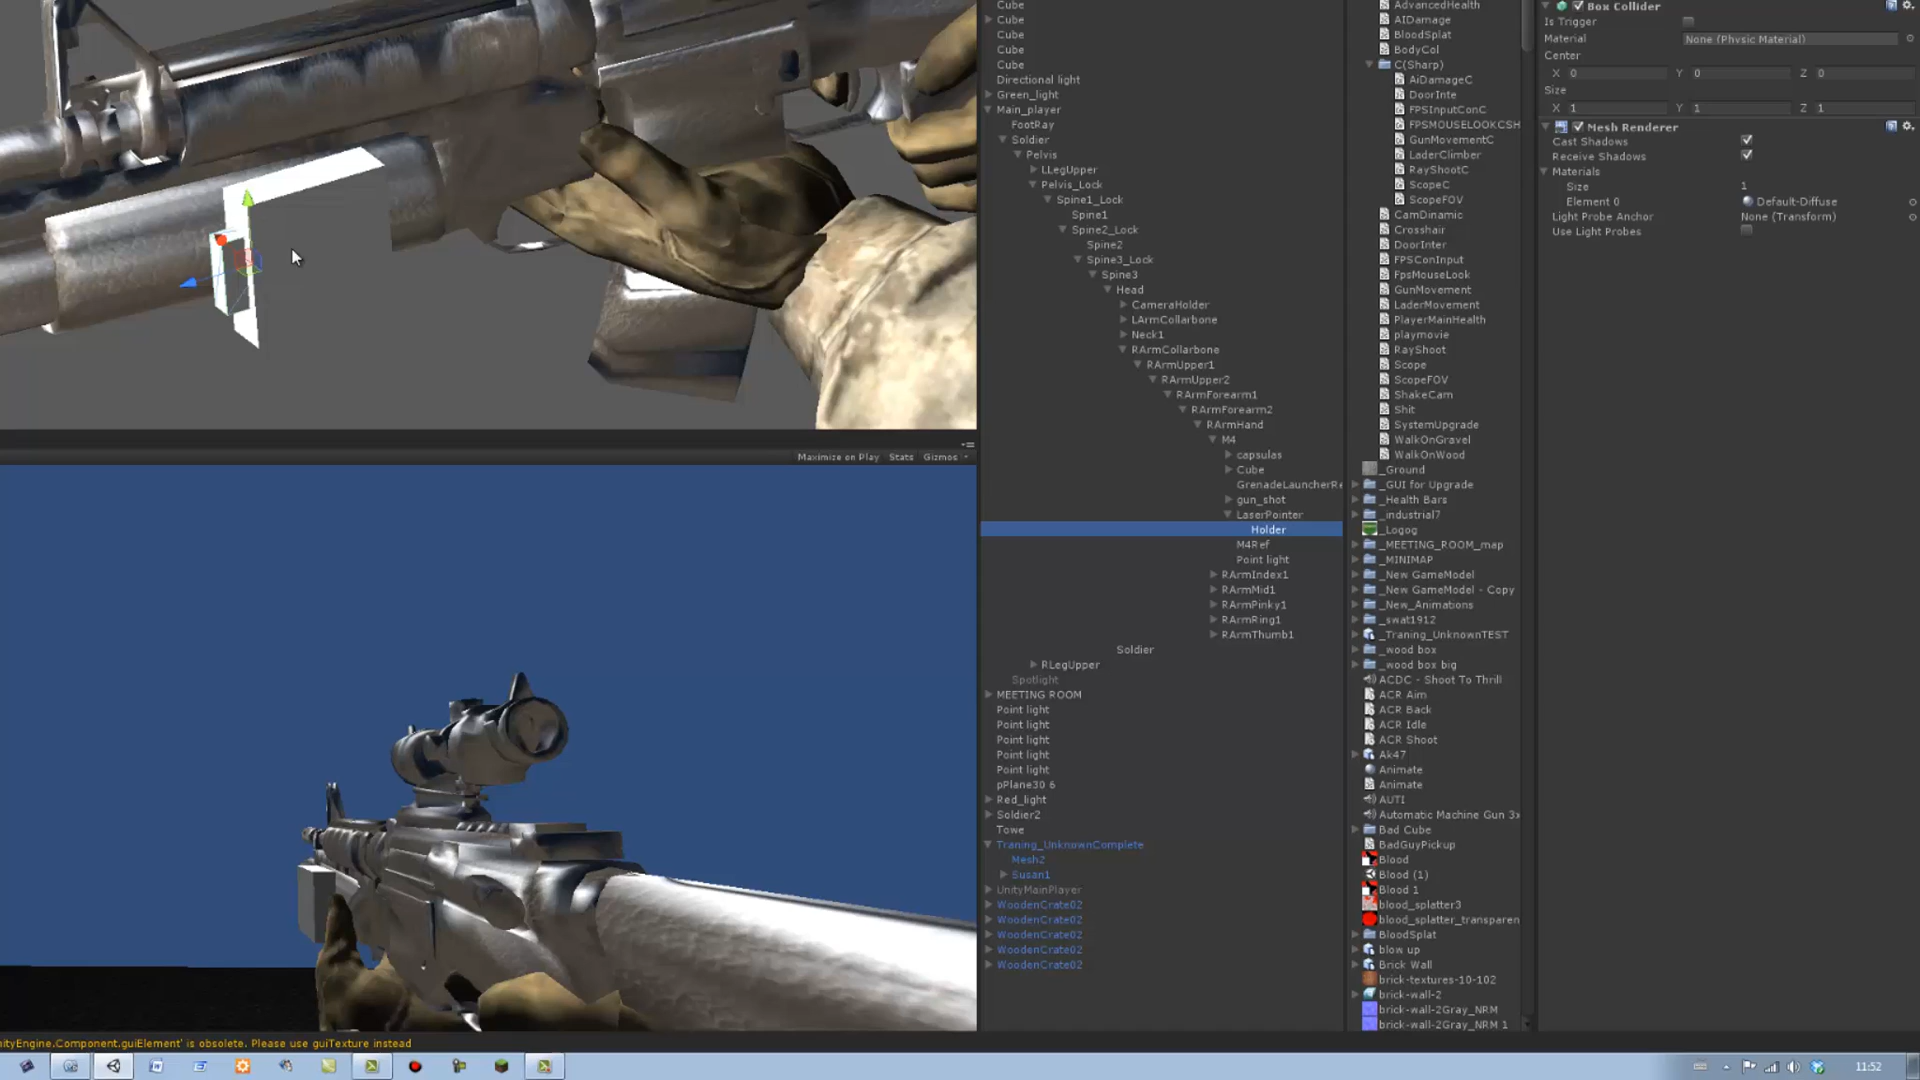 Maximize on Play Stats Gizmos
nityEngine.Component.guiElement' is obsolete. Please use guiTexture instead
Cube
Cube
Cube
Cube
Cube
Directional light
Green_light
Main_player
FootRay
Soldier
Pelvis
LLegUpper
Pelvis_Lock
Spine1_Lock
Spine1
Spine2_Lock
Spine2
Spine3_Lock
Spine3
Head
CameraHolder
LArmCollarbone
Neck1
RArmCollarbone
RArmUpper1
RArmUpper2
RArmForearm1
RArmForearm2
RArmHand
M4
capsulas
Cube
GrenadeLauncherRe
gun_shot
LaserPointer
Holder
M4Ref
Point light
RArmIndex1
RArmMid1
RArmPinky1
RArmRing1
RArmThumb1
Soldier
RLegUpper
Spotlight
MEETING ROOM
Point light
Point light
Point light
Point light
Point light
pPlane30 6
Red_light
Soldier2
Towe
Traning_UnknownComplete
Mesh2
Susan1
UnityMainPlayer
WoodenCrate02
WoodenCrate02
WoodenCrate02
WoodenCrate02
WoodenCrate02
AdvancedHealth
AIDamage
BloodSplat
BodyCol
C(Sharp)
AiDamageC
DoorInte
FPSInputConC
FPSMOUSELOOKCSH
GunMovementC
LaderClimber
RayShootC
ScopeC
ScopeFOV
CamDinamic
Crosshair
DoorInter
FPSConInput
FpsMouseLook
GunMovement
LaderMovement
PlayerMainHealth
playmovie
RayShoot
Scope
ScopeFOV
ShakeCam
Shit
SystemUpgrade
WalkOnGravel
WalkOnWood
_Ground
_GUI for Upgrade
_Health Bars
_industrial7
_Logog
_MEETING_ROOM_map
_MINIMAP
_New GameModel
_New GameModel - Copy
_New_Animations
_swat1912
_Traning_UnknownTEST
_wood box
_wood box big
ACDC - Shoot To Thrill
ACR Aim
ACR Back
ACR Idle
ACR Shoot
Ak47
Animate
Animate
AUTI
Automatic Machine Gun 3x
Bad Cube
BadGuyPickup
Blood
Blood (1)
Blood 1
blood_splatter3
blood_splatter_transparen
BloodSplat
blow up
Brick Wall
brick-textures-10-102
brick-wall-2
brick-wall-2Gray_NRM
brick-wall-2Gray_NRM 1
Box Collider
Is Trigger
Material None (Physic Material)
Center
X 0 Y 0 Z 0
Size
X 1 Y 1 Z 1
Mesh Renderer
Cast Shadows
Receive Shadows
Materials
Size 1
Element 0 Default-Diffuse
Light Probe Anchor None (Transform)
Use Light Probes
11:52